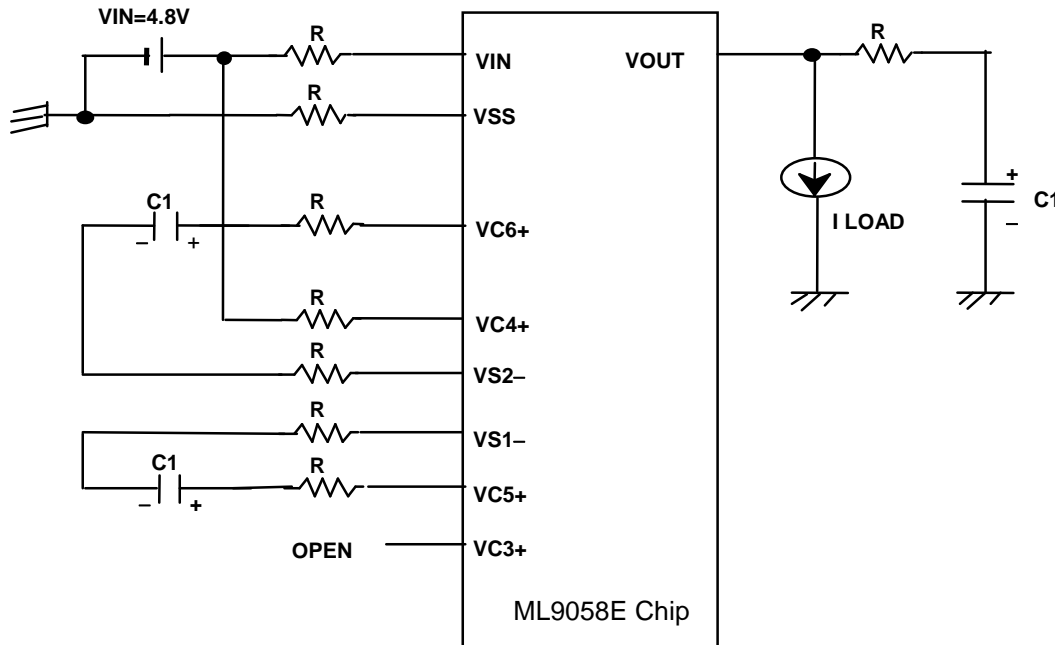 VIN=4.8V
R
VIN
VOUT
R
R
VSS
C1
R
VC6+
– +
+
C1
–
I LOAD
R
VC4+
R
VS2–
R
VS1–
C1
R
VC5+
– +
OPEN
VC3+
ML9058E Chip